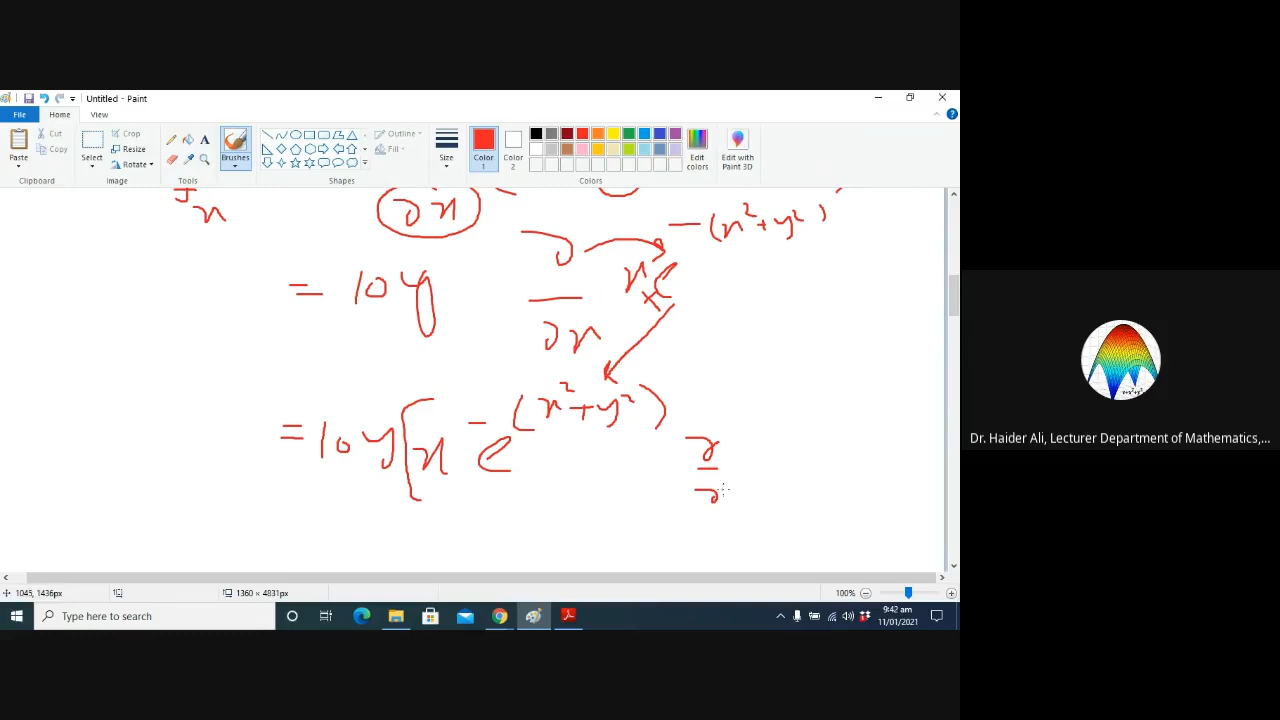 Untitled - Paint
File Home View
Paste
Cut
Copy
Clipboard
Select
Crop
Resize
Rotate
Image
Tools
Brushes
Shapes
Outline
Fill
Size
Color 1
Color 2
Edit colors
Edit with Paint 3D
Colors
f_x ∂x
= 10y ∂/∂x x e^{-(x²+y²)}
= 10y [ x e^{-(x²+y²)} ∂/∂
1045, 1436px
1360 × 4831px
100%
Type here to search
9:42 am
11/01/2021
x+x²+y²
Dr. Haider Ali, Lecturer Department of Mathematics,...